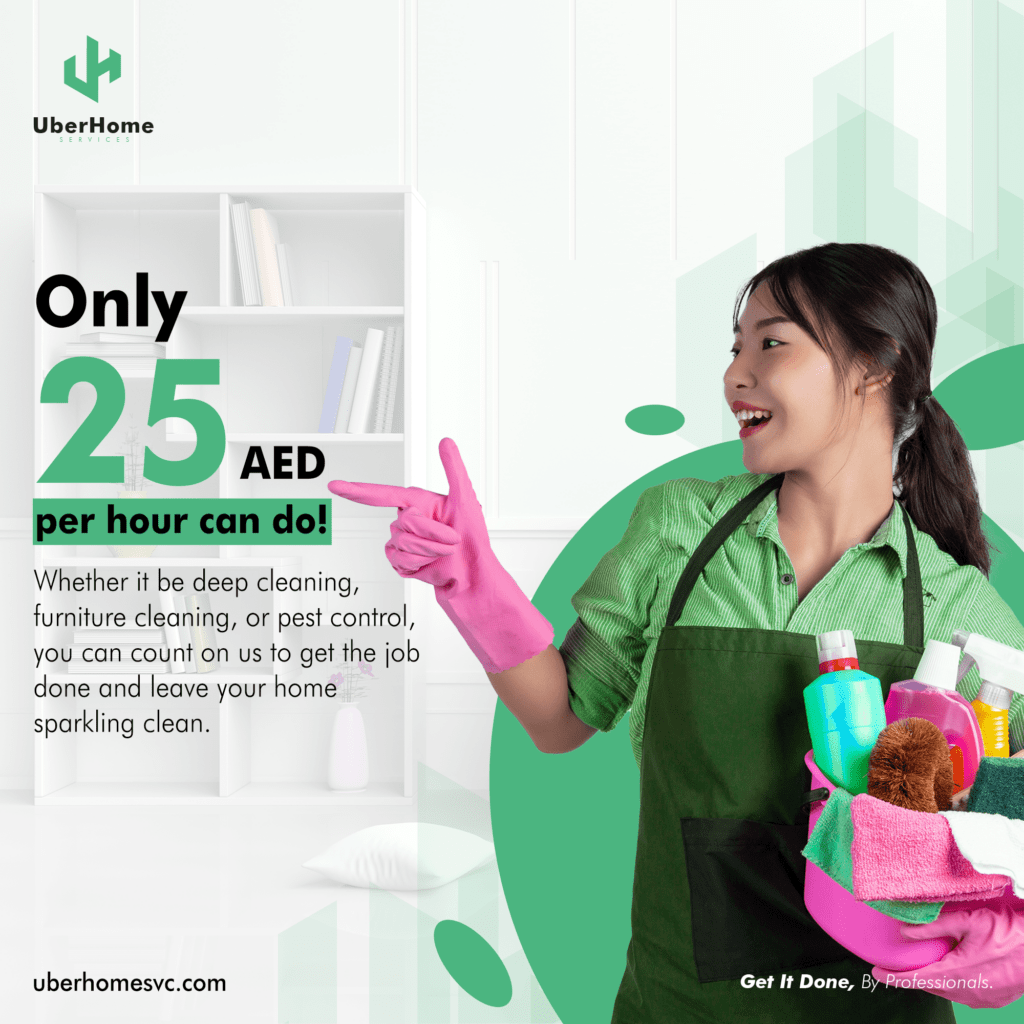 UberHome
SERVICES
Only
25 AED
per hour can do!
Whether it be deep cleaning,
furniture cleaning, or pest control,
you can count on us to get the job
done and leave your home
sparkling clean.
uberhomesvc.com
Get It Done, By Professionals.